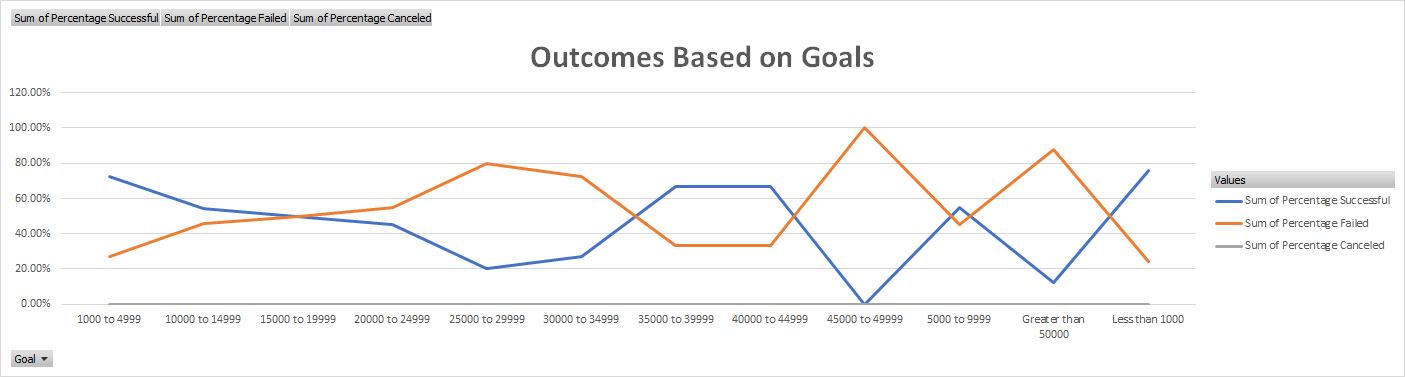 Sum of Percentage Successful Sum of Percentage Failed Sum of Percentage Canceled
Outcomes Based on Goals
120.00%
100.00%
80.00%
60.00%
40.00%
20.00%
0.00%
1000 to 4999 10000 to 14999 15000 to 19999 20000 to 24999 25000 to 29999 30000 to 34999 35000 to 39999 40000 to 44999 45000 to 49999 5000 to 9999 Greater than Less than 1000
50000
Values
Sum of Percentage Successful
Sum of Percentage Failed
Sum of Percentage Canceled
Goal